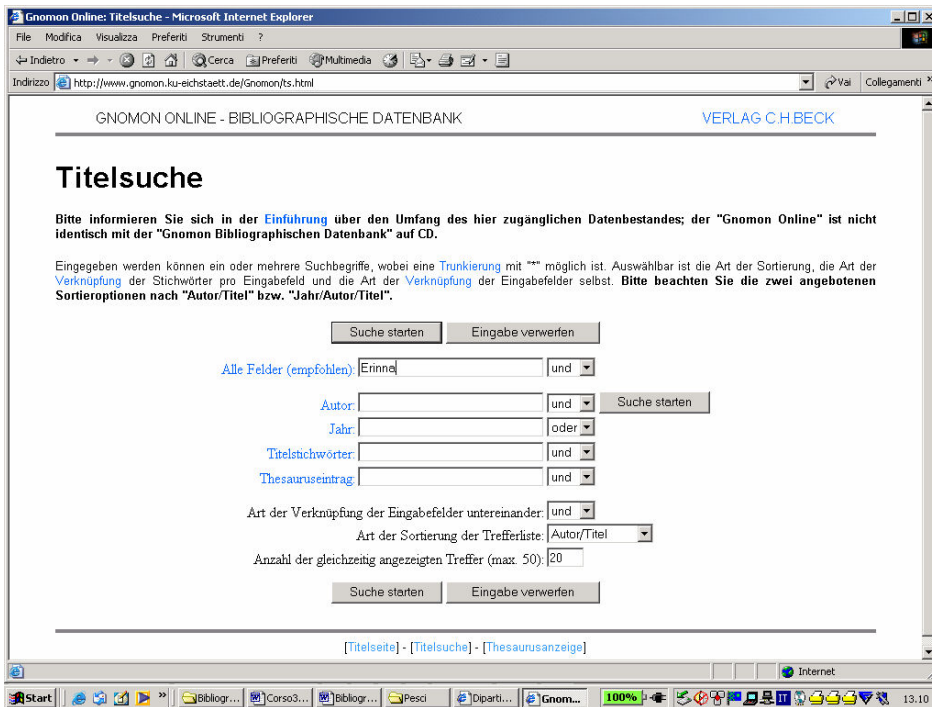 Gnomon Online: Titelsuche - Microsoft Internet Explorer
File Modifica Visualizza Preferiti Strumenti ?
Indietro Cerca Preferiti Multimedia
Indirizzo http://www.gnomon.ku-eichstaett.de/Gnomon/ts.html Vai Collegamenti »
GNOMON ONLINE - BIBLIOGRAPHISCHE DATENBANK VERLAG C.H.BECK
Titelsuche
Bitte informieren Sie sich in der Einführung über den Umfang des hier zugänglichen Datenbestandes; der "Gnomon Online" ist nicht
identisch mit der "Gnomon Bibliographischen Datenbank" auf CD.
Eingegeben werden können ein oder mehrere Suchbegriffe, wobei eine Trunkierung mit "*" möglich ist. Auswählbar ist die Art der Sortierung, die Art der
Verknüpfung der Stichwörter pro Eingabefeld und die Art der Verknüpfung der Eingabefelder selbst. Bitte beachten Sie die zwei angebotenen
Sortieroptionen nach "Autor/Titel" bzw. "Jahr/Autor/Titel".
Suche starten Eingabe verwerfen
Alle Felder (empfohlen): Erinna und
Autor: und Suche starten
Jahr: oder
Titelstichwörter: und
Thesauruseintrag: und
Art der Verknüpfung der Eingabefelder untereinander: und
Art der Sortierung der Trefferliste: Autor/Titel
Anzahl der gleichzeitig angezeigten Treffer (max. 50): 20
Suche starten Eingabe verwerfen
[Titelseite] - [Titelsuche] - [Thesaurusanzeige]
Internet
Start » Bibliogr... Corso3... Bibliogr... Pesci Diparti... Gnom... 100% 13.10